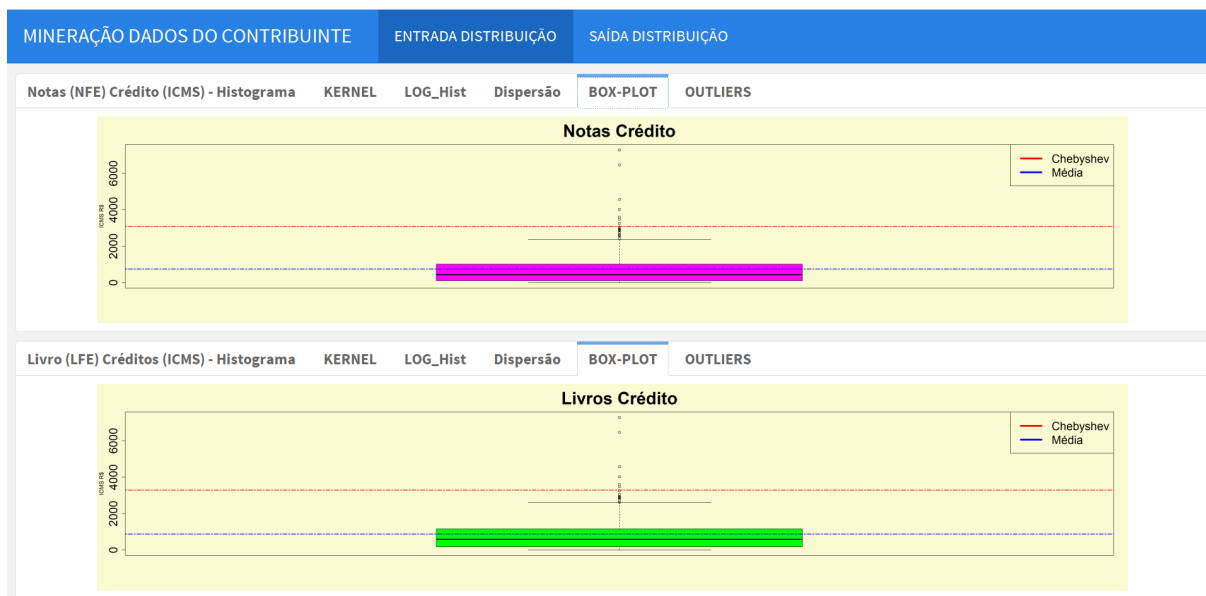 MINERAÇÃO DADOS DO CONTRIBUINTE ENTRADA DISTRIBUIÇÃO SAÍDA DISTRIBUIÇÃO
Notas (NFE) Crédito (ICMS) - Histograma KERNEL LOG_Hist Dispersão BOX-PLOT OUTLIERS
Notas Crédito
Chebyshev
Média
ICMS R$
6000
4000
2000
0
Livro (LFE) Créditos (ICMS) - Histograma KERNEL LOG_Hist Dispersão BOX-PLOT OUTLIERS
Livros Crédito
Chebyshev
Média
ICMS R$
6000
4000
2000
0